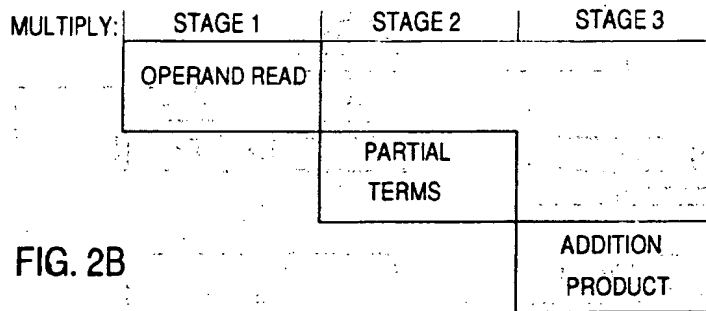 MULTIPLY: STAGE 1 STAGE 2 STAGE 3
OPERAND READ
PARTIAL
TERMS
ADDITION
PRODUCT
FIG. 2B